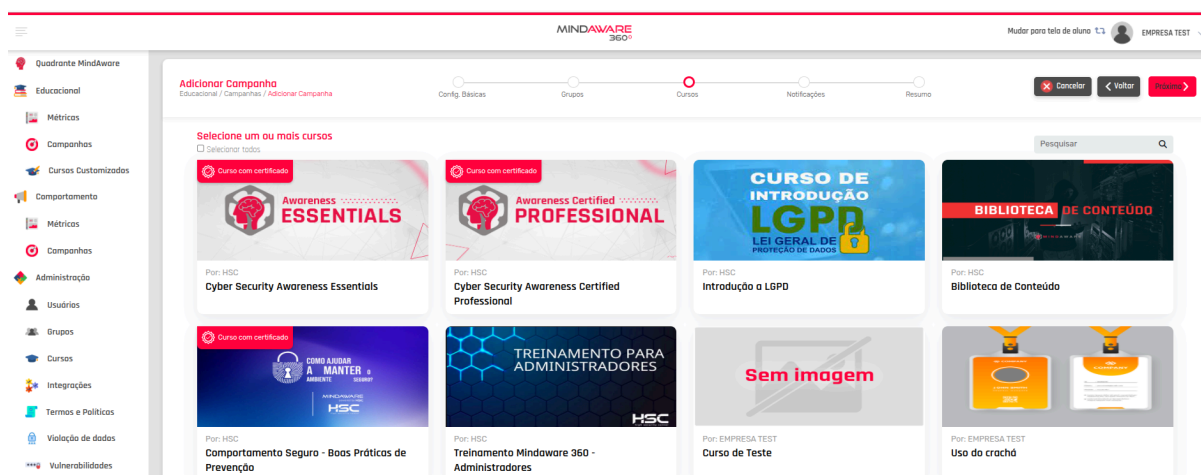 MINDAWARE
360°
Mudar para tela de aluno
EMPRESA TEST
Quadrante MindAware
Educacional
Métricas
Campanhas
Cursos Customizados
Comportamento
Métricas
Campanhas
Administração
Usuários
Grupos
Cursos
Integrações
Termos e Políticas
Violação de dados
Vulnerabilidades
Adicionar Campanha
Educacional / Campanhas / Adicionar Campanha
Config. Básicas
Grupos
Cursos
Notificações
Resumo
Cancelar
Voltar
Próximo
Selecione um ou mais cursos
Selecionar todos
Pesquisar
Curso com certificado
Awareness
ESSENTIALS
Por: HSC
Cyber Security Awareness Essentials
Curso com certificado
Awareness Certified
PROFESSIONAL
Por: HSC
Cyber Security Awareness Certified
Professional
CURSO DE
INTRODUÇÃO
LGPD
LEI GERAL DE
PROTEÇÃO DE DADOS
Por: HSC
Introdução a LGPD
BIBLIOTECA DE CONTEÚDO
Por: HSC
Biblioteca de Conteúdo
Curso com certificado
COMO AJUDAR
A MANTER o
AMBIENTE SEGURO?
MINDAWARE
HSC
Por: HSC
Comportamento Seguro - Boas Práticas de
Prevenção
TREINAMENTO PARA
ADMINISTRADORES
HSC
Por: HSC
Treinamento Mindaware 360 -
Administradores
Sem imagem
Por: EMPRESA TEST
Curso de Teste
Por: EMPRESA TEST
Uso do crachá